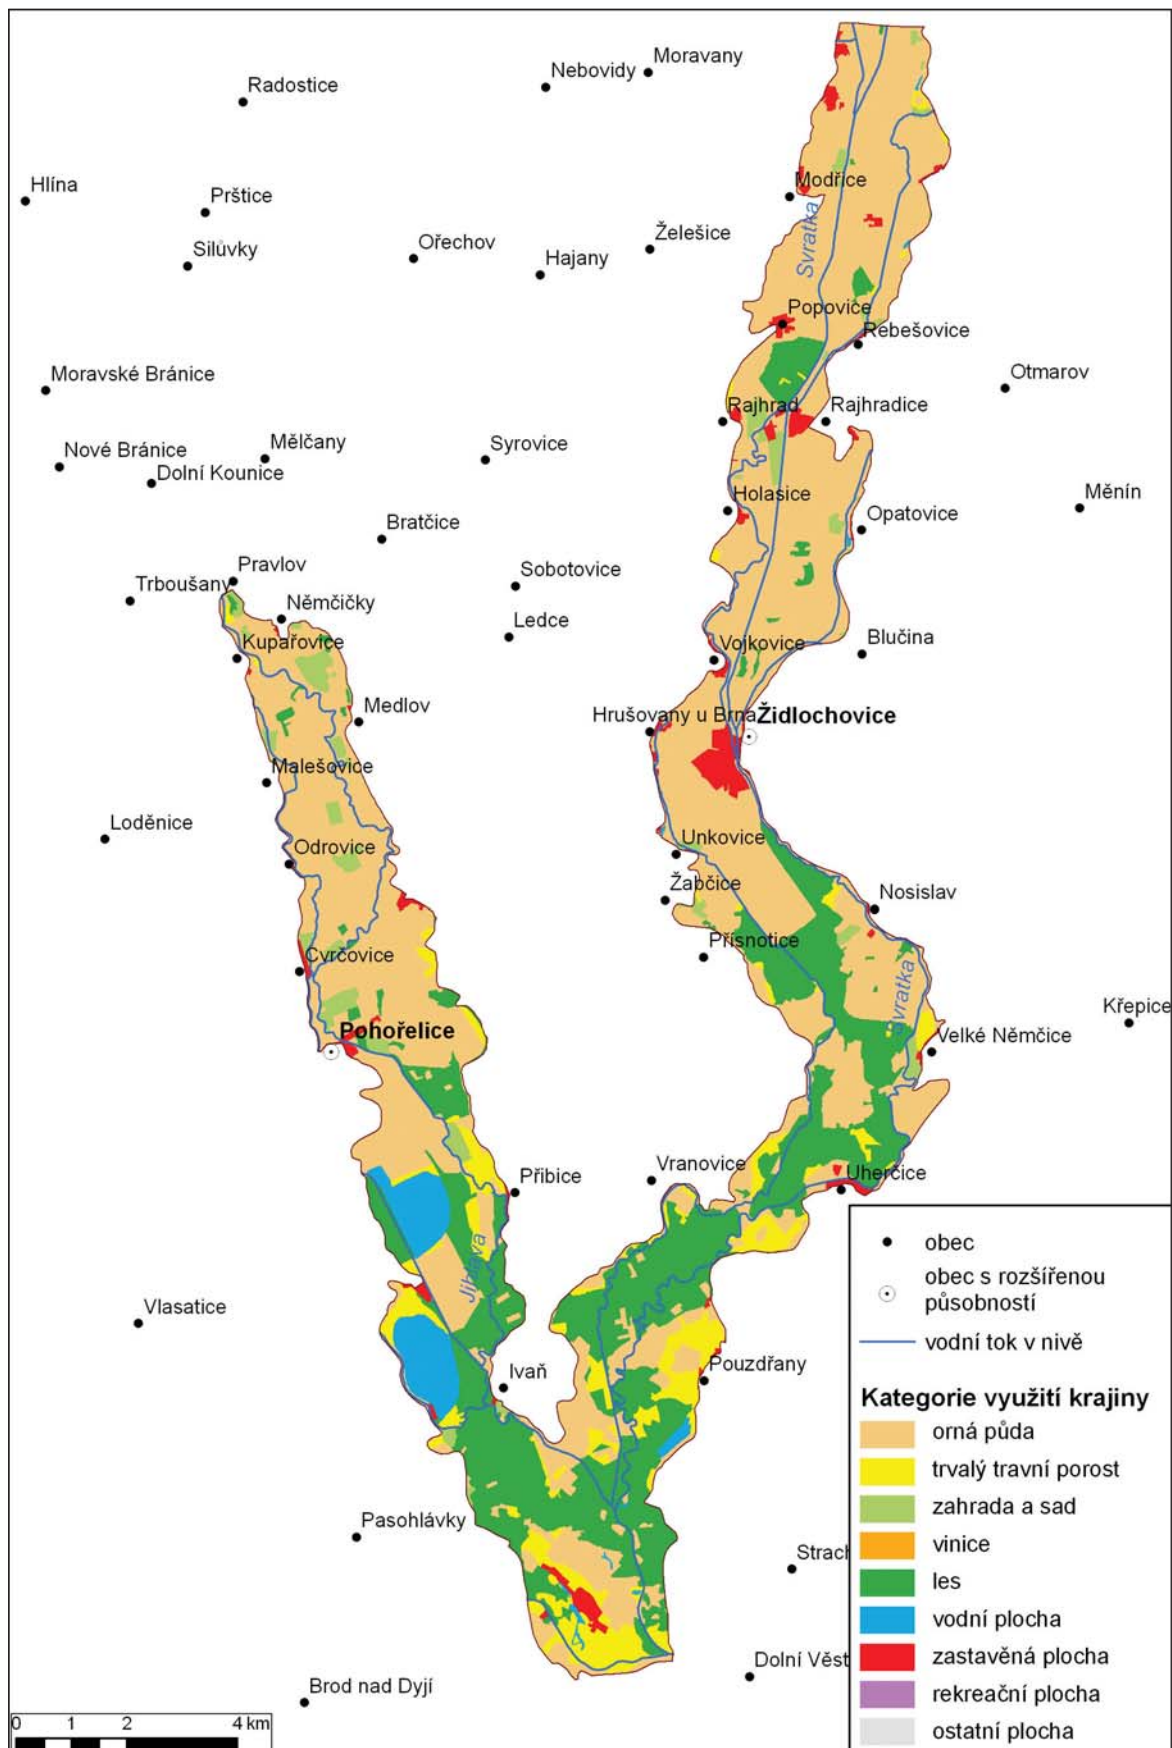 Moravany
Nebovidy
Radostice
Hlína
Prštice
Modřice
Svratka
Ořechov
Želešice
Silůvky
Hajany
Popovice
Rebešovice
Moravské Bránice
Otmarov
Rajhrad
Rajhradice
Nové Bránice
Mělčany
Syrovice
Dolní Kounice
Holasice
Měnín
Opatovice
Bratčice
Pravlov
Trboušany
Sobotovice
Němčičky
Ledce
Kupařovice
Vojkovice
Blučina
Medlov
Hrušovany u Brna
Židlochovice
Malešovice
Loděnice
Odrovice
Unkovice
Žabčice
Nosislav
Přísnotice
Cvrčovice
Svratka
Křepice
Pohořelice
Velké Němčice
Vranovice
Přibice
Uherčice
Jihlava
Vlasatice
Ivaň
Pouzdřany
Pasohlávky
Strach
Dolní Věst
Brod nad Dyjí
obec
obec s rozšířenou
působností
vodní tok v nivě
Kategorie využití krajiny
orná půda
trvalý travní porost
zahrada a sad
vinice
les
vodní plocha
zastavěná plocha
rekreační plocha
ostatní plocha
0 1 2 4 km